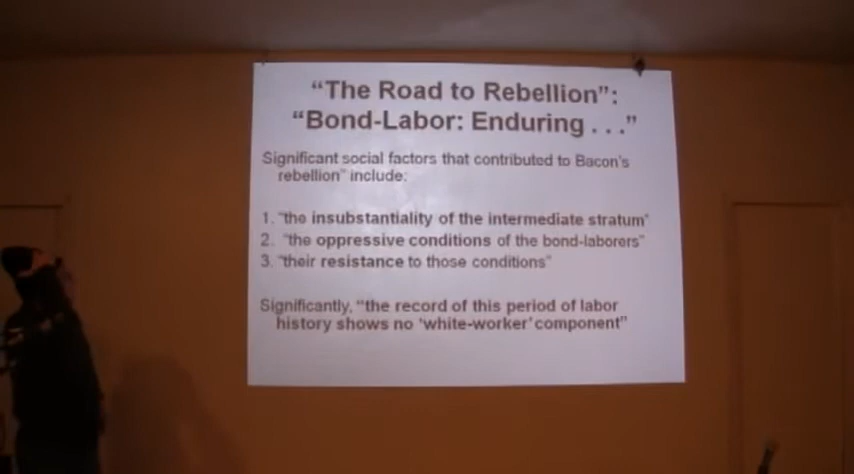 “The Road to Rebellion”:
“Bond-Labor: Enduring . . .”
Significant social factors that contributed to Bacon's
rebellion” include:
1. “the insubstantiality of the intermediate stratum”
2. “the oppressive conditions of the bond-laborers”
3. “their resistance to those conditions”
Significantly, “the record of this period of labor
history shows no ‘white-worker’ component”